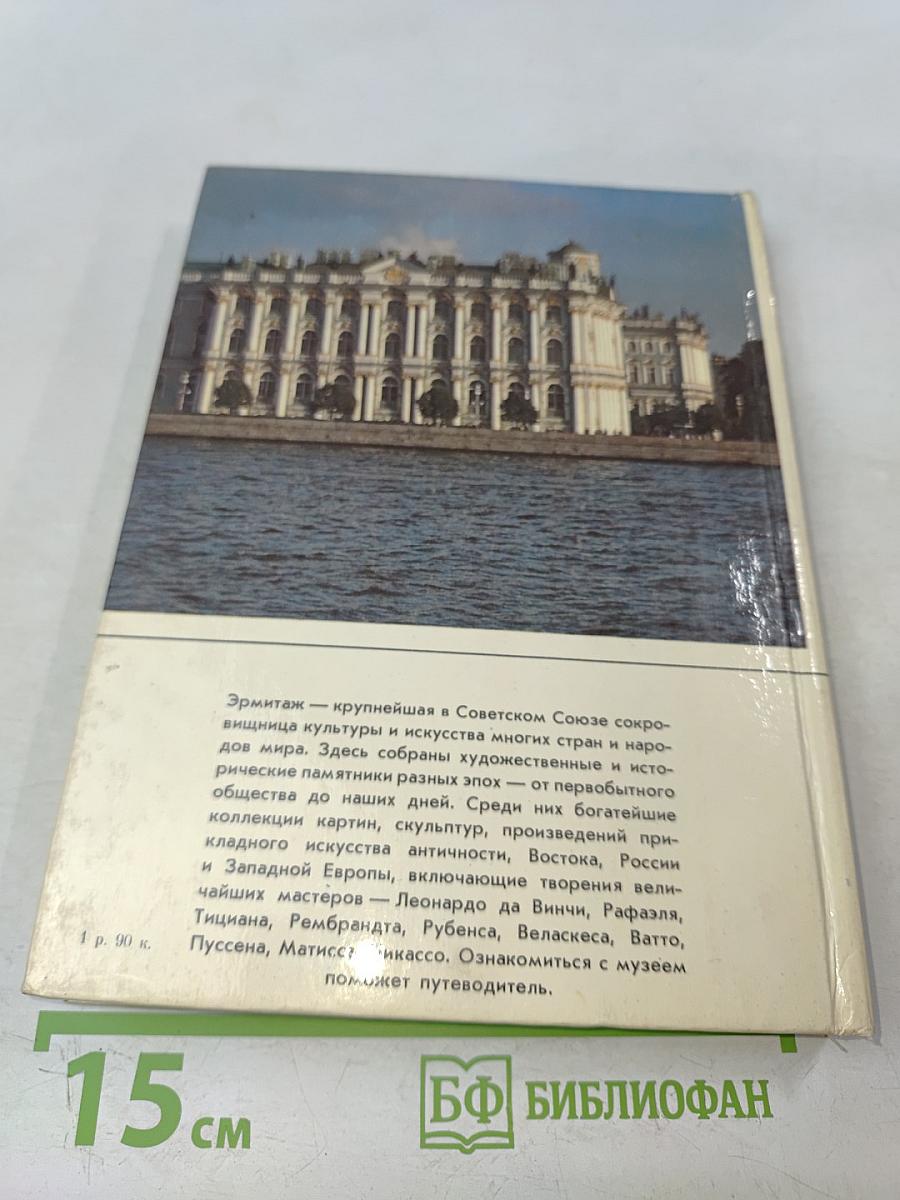 Эрмитаж — крупнейшая в Советском Союзе сокро-
вищница культуры и искусства многих стран и наро-
дов мира. Здесь собраны художественные и исто-
рические памятники разных эпох — от первобытного
общества до наших дней. Среди них богатейшие
коллекции картин, скульптур, произведений при-
кладного искусства античности, Востока, России
и Западной Европы, включающие творения вели-
чайших мастеров — Леонардо да Винчи, Рафаэля,
Тициана, Рембрандта, Рубенса, Веласкеса, Ватто,
Пуссена, Матисса, Пикассо. Ознакомиться с музеем
поможет путеводитель.
1 р. 90 к.
15 см
БФ БИБЛИОФАН